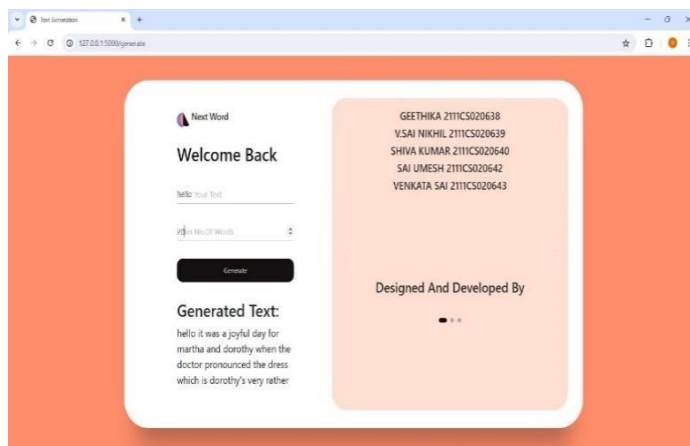 Text Generation
127.0.0.1:5000/generate
Next Word
Welcome Back
hello Your Text
No.Of Words
Generate
Generated Text:
hello it was a joyful day for
martha and dorothy when the
doctor pronounced the dress
which is dorothy's very rather
GEETHIKA 2111CS020638
V.SAI NIKHIL 2111CS020639
SHIVA KUMAR 2111CS020640
SAI UMESH 2111CS020642
VENKATA SAI 2111CS020643
Designed And Developed By